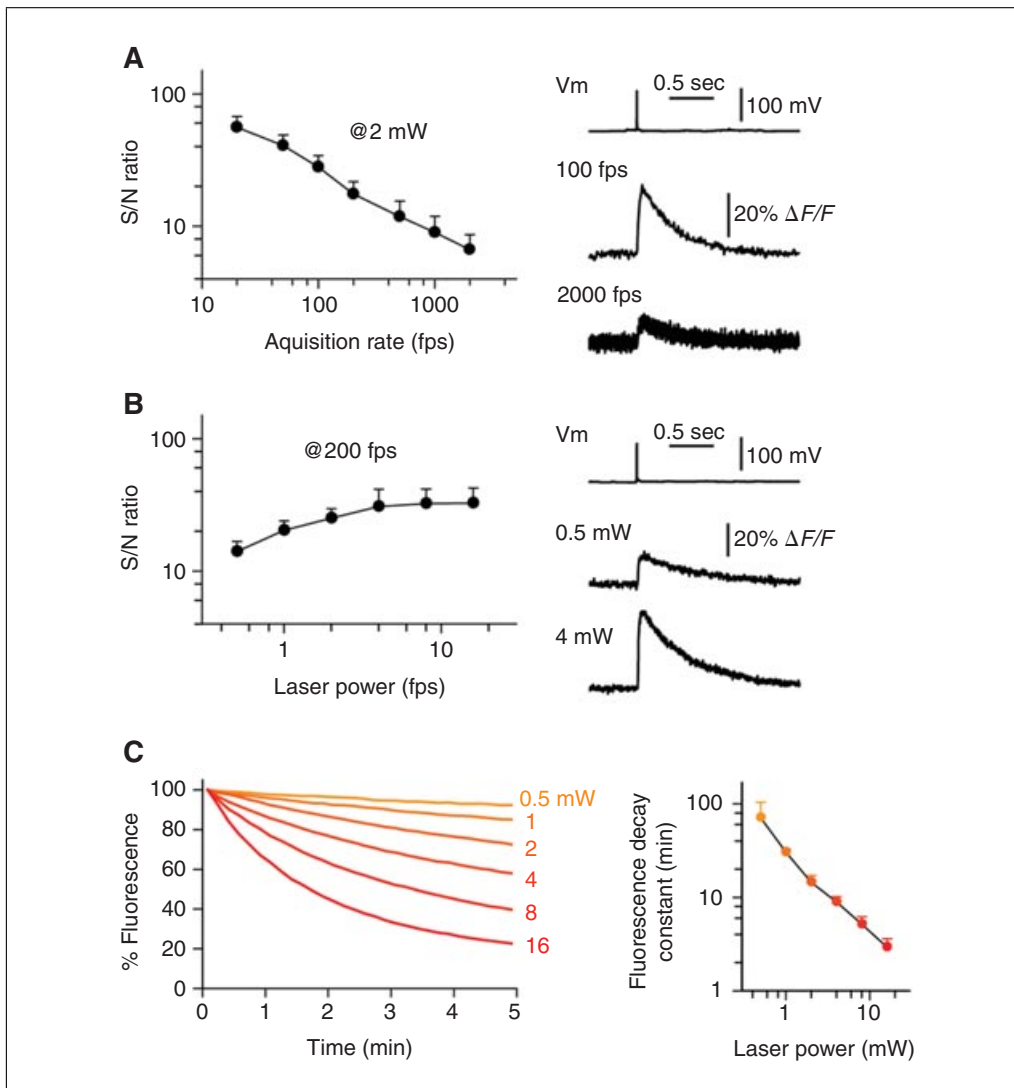 A
100
10
S/N ratio
@2 mW
10 100 1000
Aquisition rate (fps)
Vm
0.5 sec
100 mV
100 fps
20% ΔF/F
2000 fps
B
100
10
S/N ratio
@200 fps
1 10
Laser power (fps)
Vm
0.5 sec
100 mV
0.5 mW
20% ΔF/F
4 mW
C
100
80
60
40
20
0
% Fluorescence
0 1 2 3 4 5
Time (min)
0.5 mW
1
2
4
8
16
Fluorescence decay
constant (min)
100
10
1
1 10
Laser power (mW)